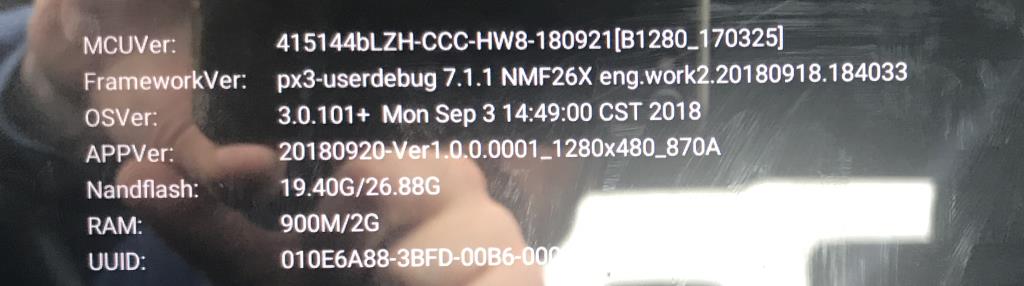 MCUVer: 415144bLZH-CCC-HW8-180921[B1280_170325]
FrameworkVer: px3-userdebug 7.1.1 NMF26X eng.work2.20180918.184033
OSVer: 3.0.101+ Mon Sep 3 14:49:00 CST 2018
APPVer: 20180920-Ver1.0.0.0001_1280x480_870A
Nandflash: 19.40G/26.88G
RAM: 900M/2G
UUID: 010E6A88-3BFD-00B6-000